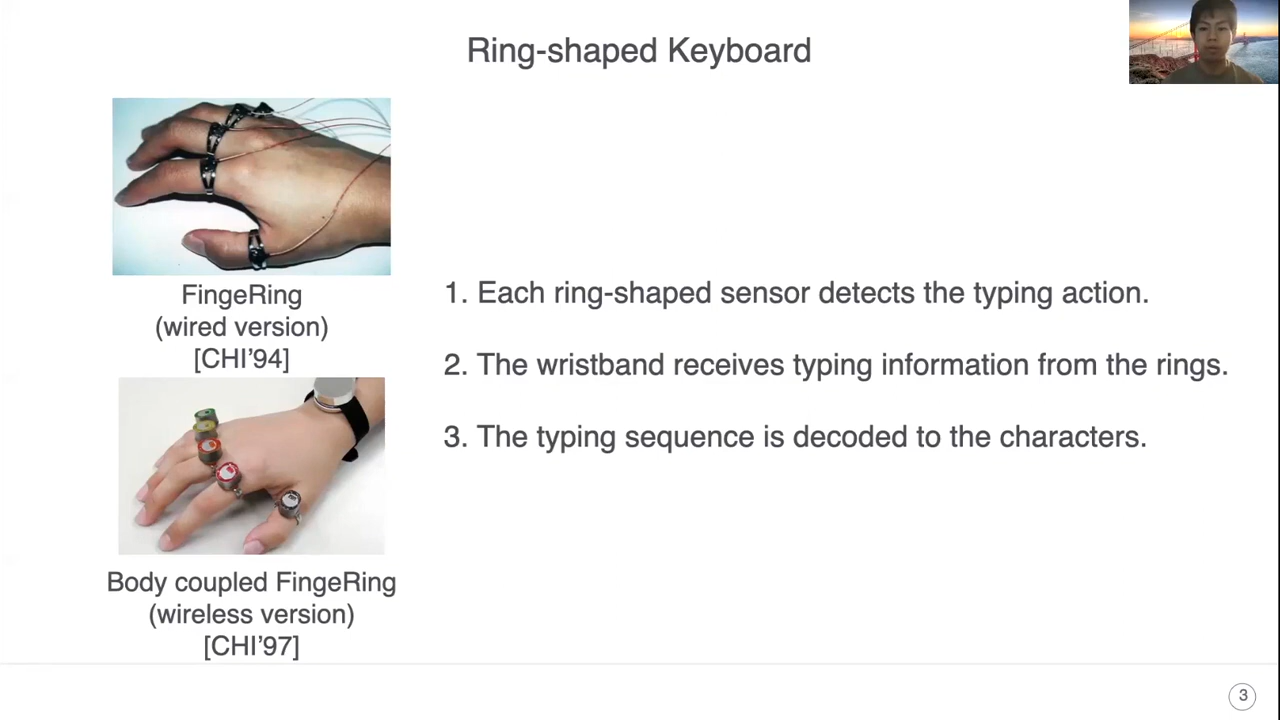 Ring-shaped Keyboard
FingeRing
(wired version)
[CHI’94]
Body coupled FingeRing
(wireless version)
[CHI’97]
1. Each ring-shaped sensor detects the typing action.
2. The wristband receives typing information from the rings.
3. The typing sequence is decoded to the characters.
3